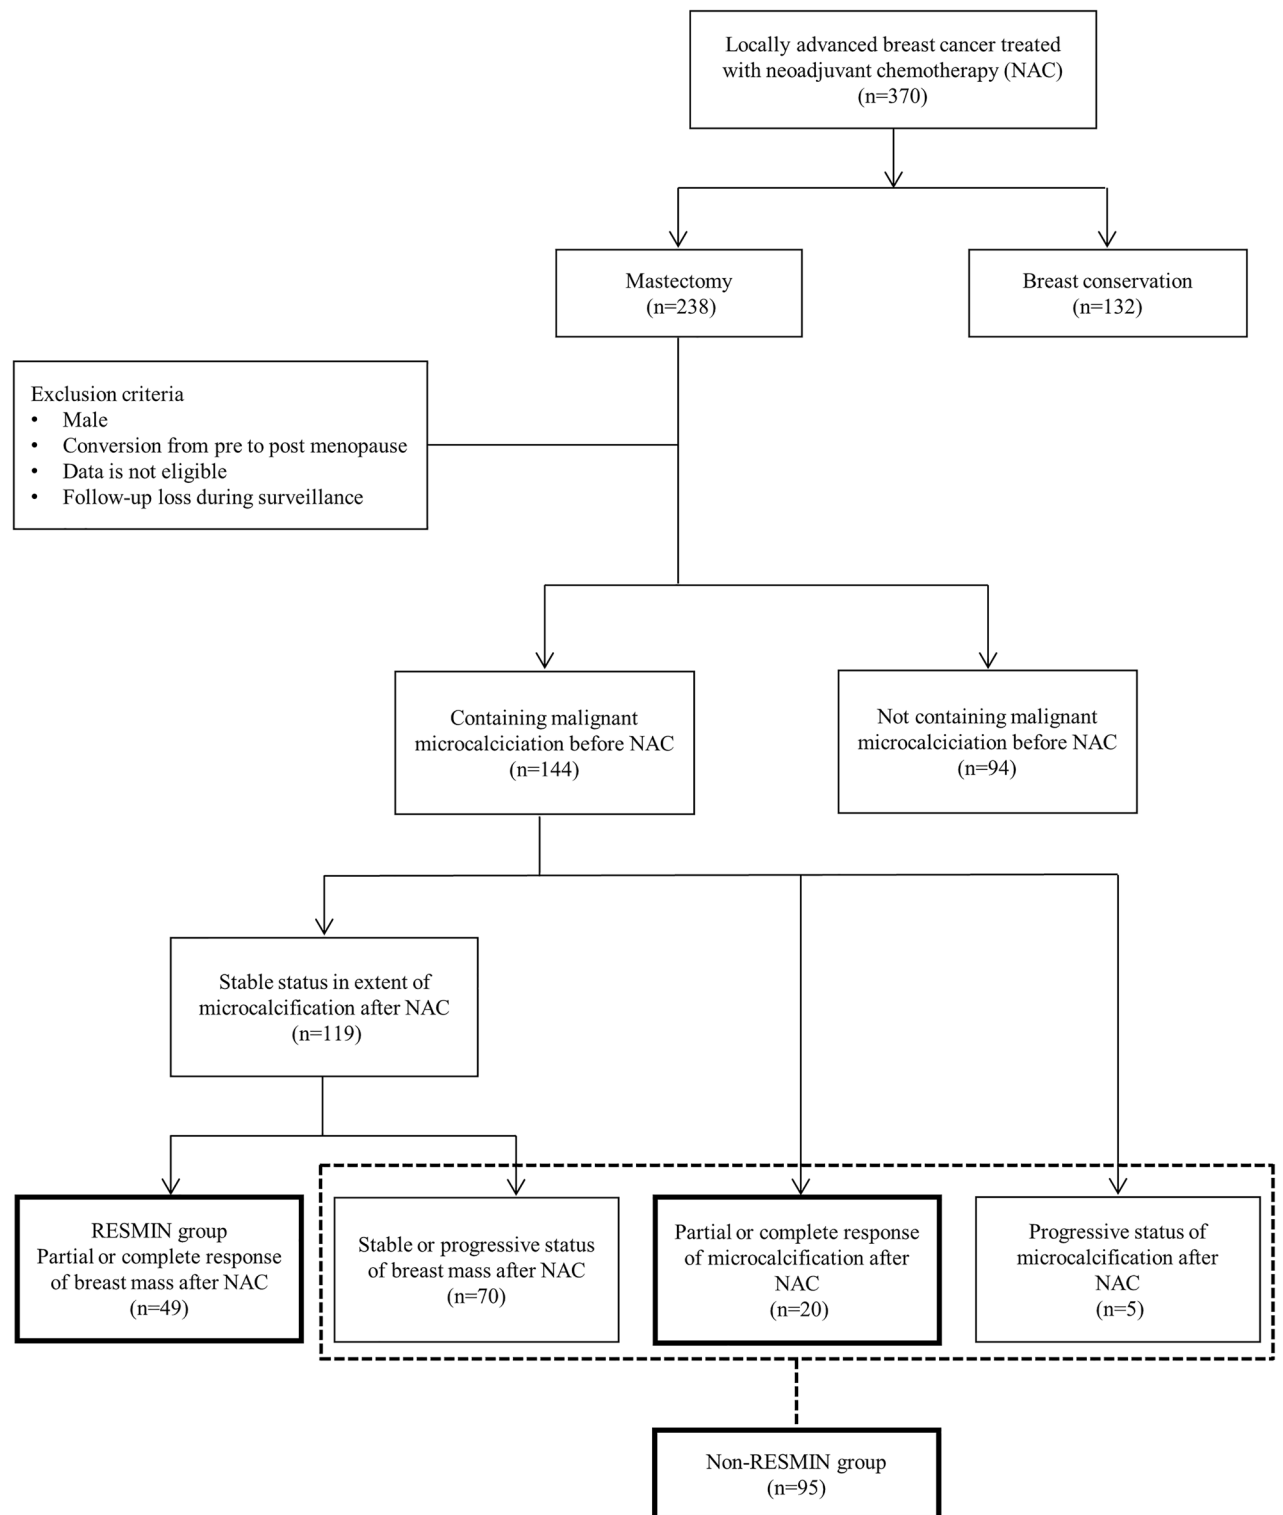 Locally advanced breast cancer treated
with neoadjuvant chemotherapy (NAC)
(n=370)
Mastectomy
(n=238)
Breast conservation
(n=132)
Exclusion criteria
• Male
• Conversion from pre to post menopause
• Data is not eligible
• Follow-up loss during surveillance
Containing malignant
microcalciciation before NAC
(n=144)
Not containing malignant
microcalciciation before NAC
(n=94)
Stable status in extent of
microcalcification after NAC
(n=119)
RESMIN group
Partial or complete response
of breast mass after NAC
(n=49)
Stable or progressive status
of breast mass after NAC
(n=70)
Partial or complete response
of microcalcification after
NAC
(n=20)
Progressive status of
microcalcification after
NAC
(n=5)
Non-RESMIN group
(n=95)